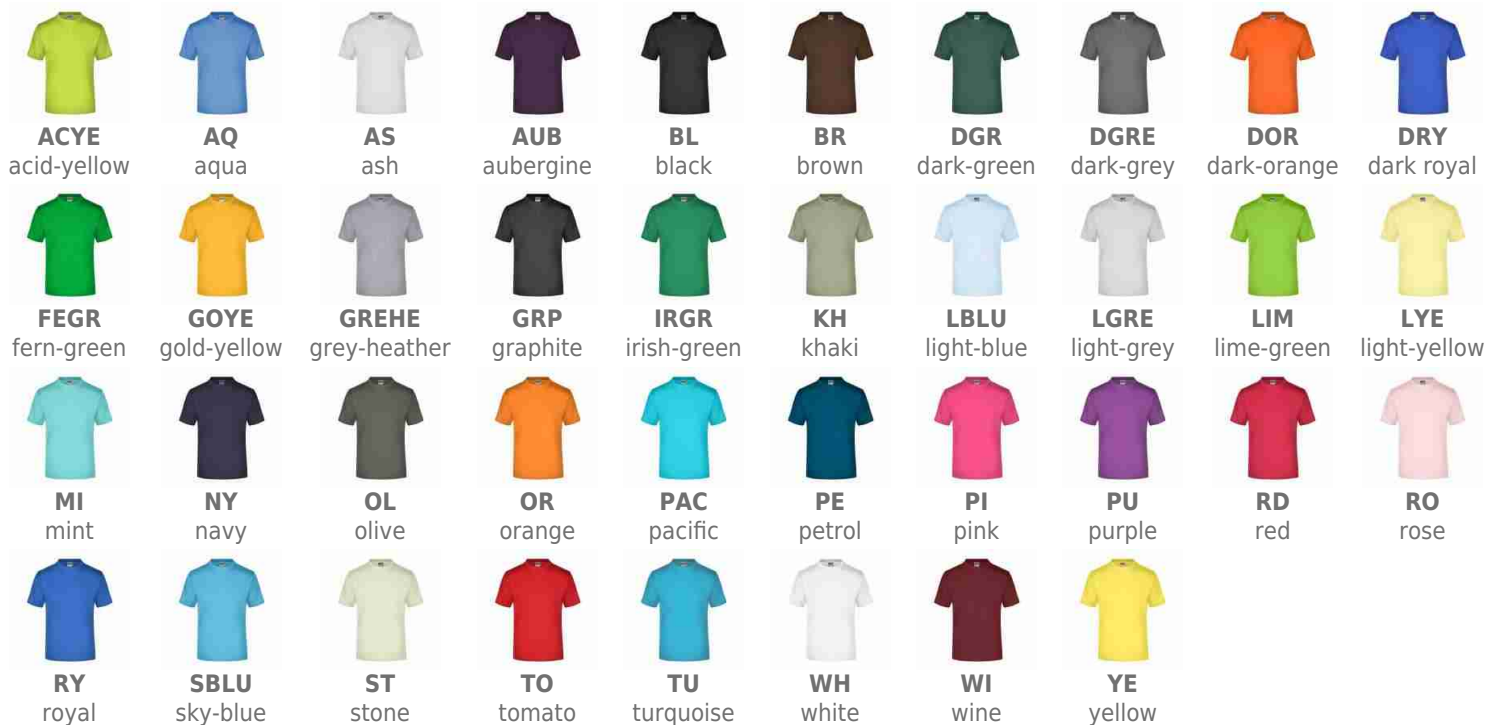 ACYE AQ AS AUB BL BR DGR DGRE DOR DRY
acid-yellow aqua ash aubergine black brown dark-green dark-grey dark-orange dark royal
FEGR GOYE GREHE GRP IRGR KH LBLU LGRE LIM LYE
fern-green gold-yellow grey-heather graphite irish-green khaki light-blue light-grey lime-green light-yellow
MI NY OL OR PAC PE PI PU RD RO
mint navy olive orange pacific petrol pink purple red rose
RY SBLU ST TO TU WH WI YE
royal sky-blue stone tomato turquoise white wine yellow